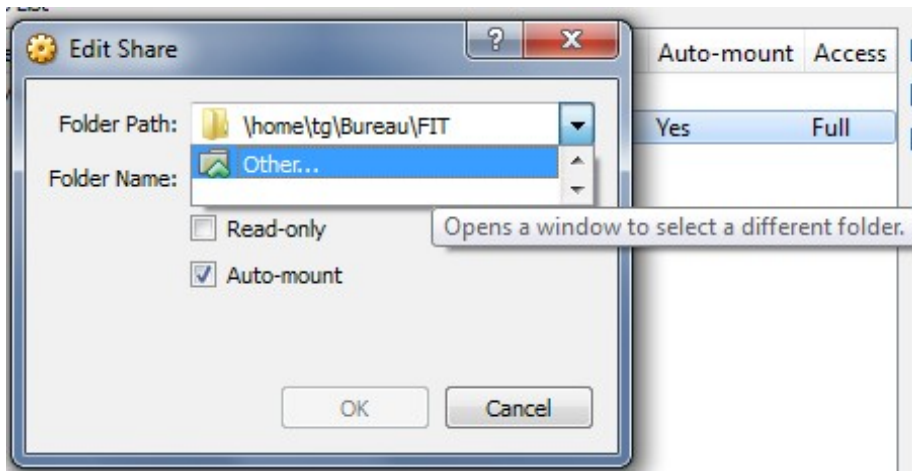 Edit Share
?
Auto-mount Access
Folder Path: \home\tg\Bureau\FIT
Yes Full
Other...
Folder Name:
Read-only
Opens a window to select a different folder.
Auto-mount
OK Cancel